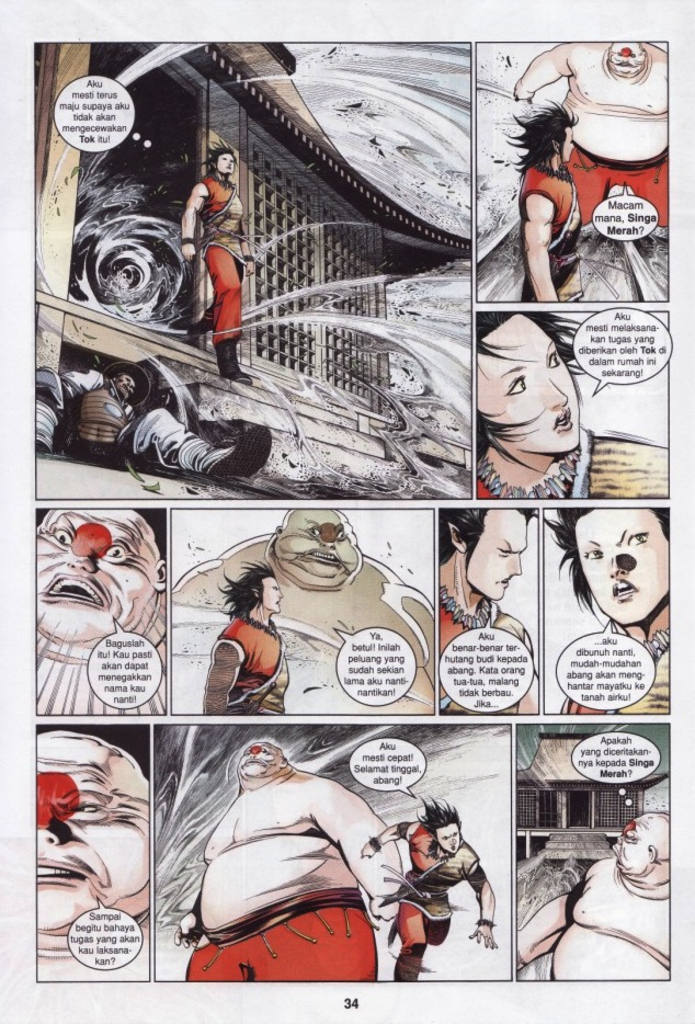 Aku
mesti terus
maju supaya aku
tidak akan
mengecewakan
Tok itu!
Macam
mana, Singa
Merah?
Aku
mesti melaksana-
kan tugas yang
diberikan oleh Tok di
dalam rumah ini
sekarang!
Baguslah
itu! Kau pasti
akan dapat
menegakkan
nama kau
nanti!
Ya,
betul! Inilah
peluang yang
sudah sekian
lama aku nanti-
nantikan!
Aku
benar-benar ter-
hutang budi kepada
abang. Kata orang
tua-tua, malang
tidak berbau.
Jika...
...aku
dibunuh nanti,
mudah-mudahan
abang akan meng-
hantar mayatku ke
tanah airku!
Sampai
begitu bahaya
tugas yang akan
kau laksana-
kan?
Aku
mesti cepat!
Selamat tinggal,
abang!
Apakah
yang diceritakan-
nya kepada Singa
Merah?
34